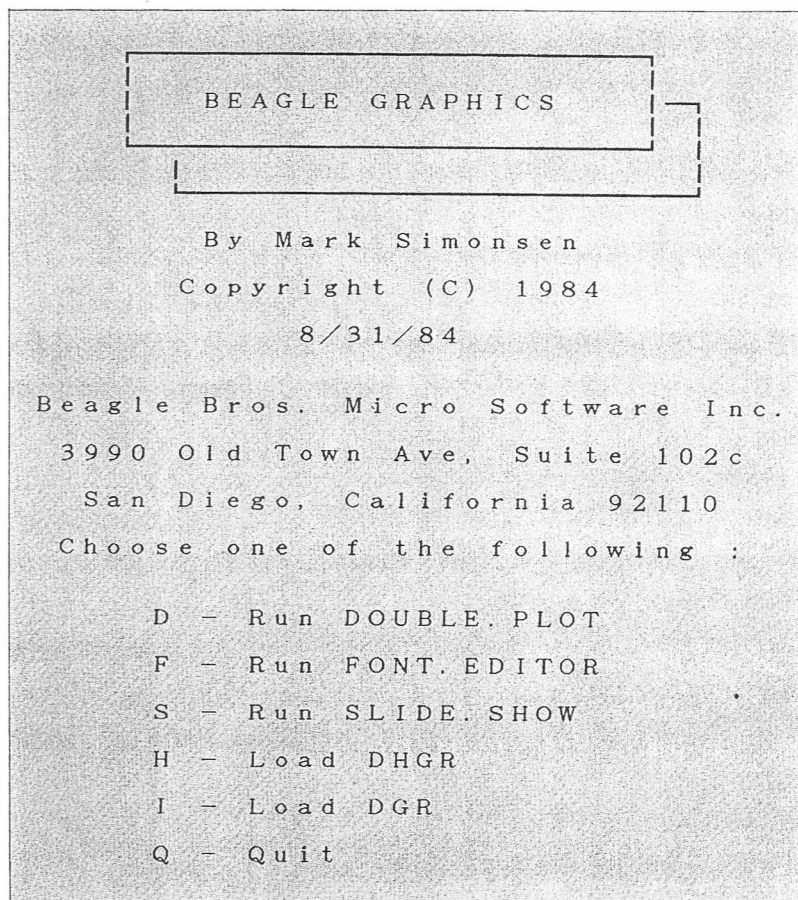 BEAGLE GRAPHICS
By Mark Simonsen
Copyright (C) 1984
8/31/84
Beagle Bros. Micro Software Inc.
3990 Old Town Ave, Suite 102c
San Diego, California 92110
Choose one of the following :
D - Run DOUBLE.PLOT
F - Run FONT.EDITOR
S - Run SLIDE.SHOW
H - Load DHGR
I - Load DGR
Q - Quit